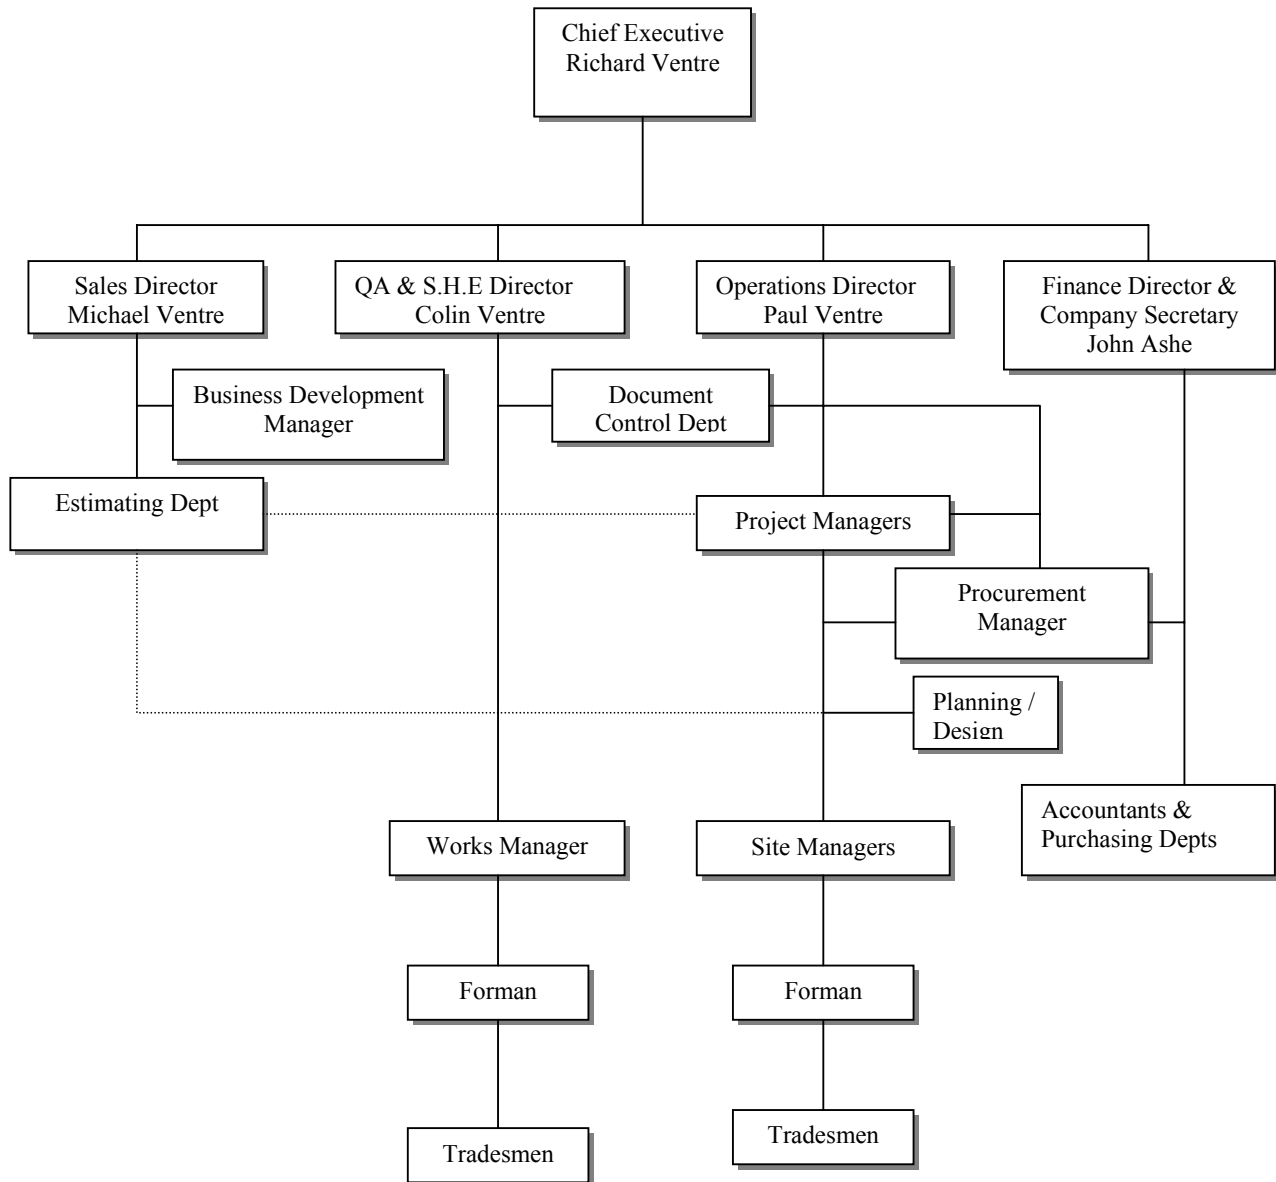 Chief Executive
Richard Ventre
Sales Director
Michael Ventre
QA & S.H.E Director
Colin Ventre
Operations Director
Paul Ventre
Finance Director &
Company Secretary
John Ashe
Business Development
Manager
Document
Control Dept
Estimating Dept
Project Managers
Procurement
Manager
Planning /
Design
Accountants &
Purchasing Depts
Works Manager
Site Managers
Forman
Forman
Tradesmen
Tradesmen